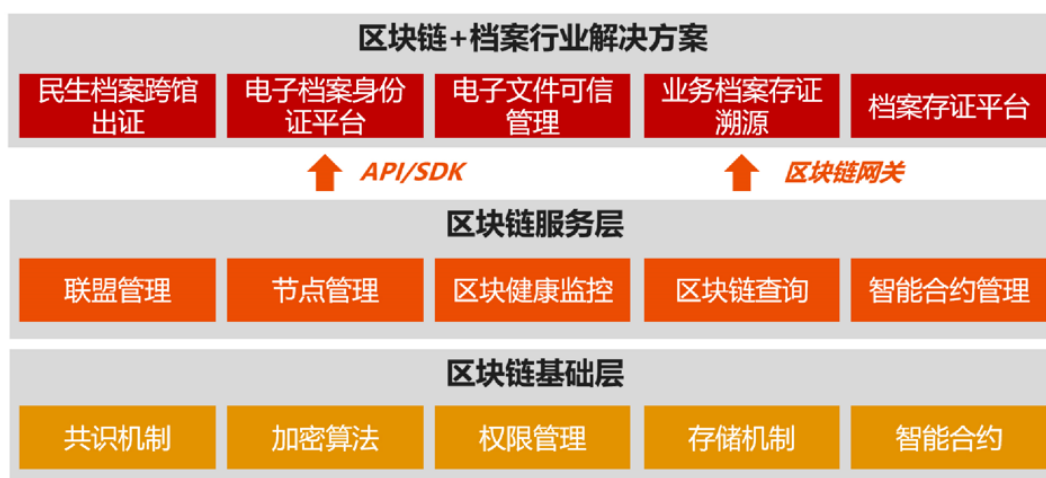 区块链+档案行业解决方案
民生档案跨馆
出证
电子档案身份
证平台
电子文件可信
管理
业务档案存证
溯源
档案存证平台
API/SDK
区块链网关
区块链服务层
联盟管理
节点管理
区块健康监控
区块链查询
智能合约管理
区块链基础层
共识机制
加密算法
权限管理
存储机制
智能合约